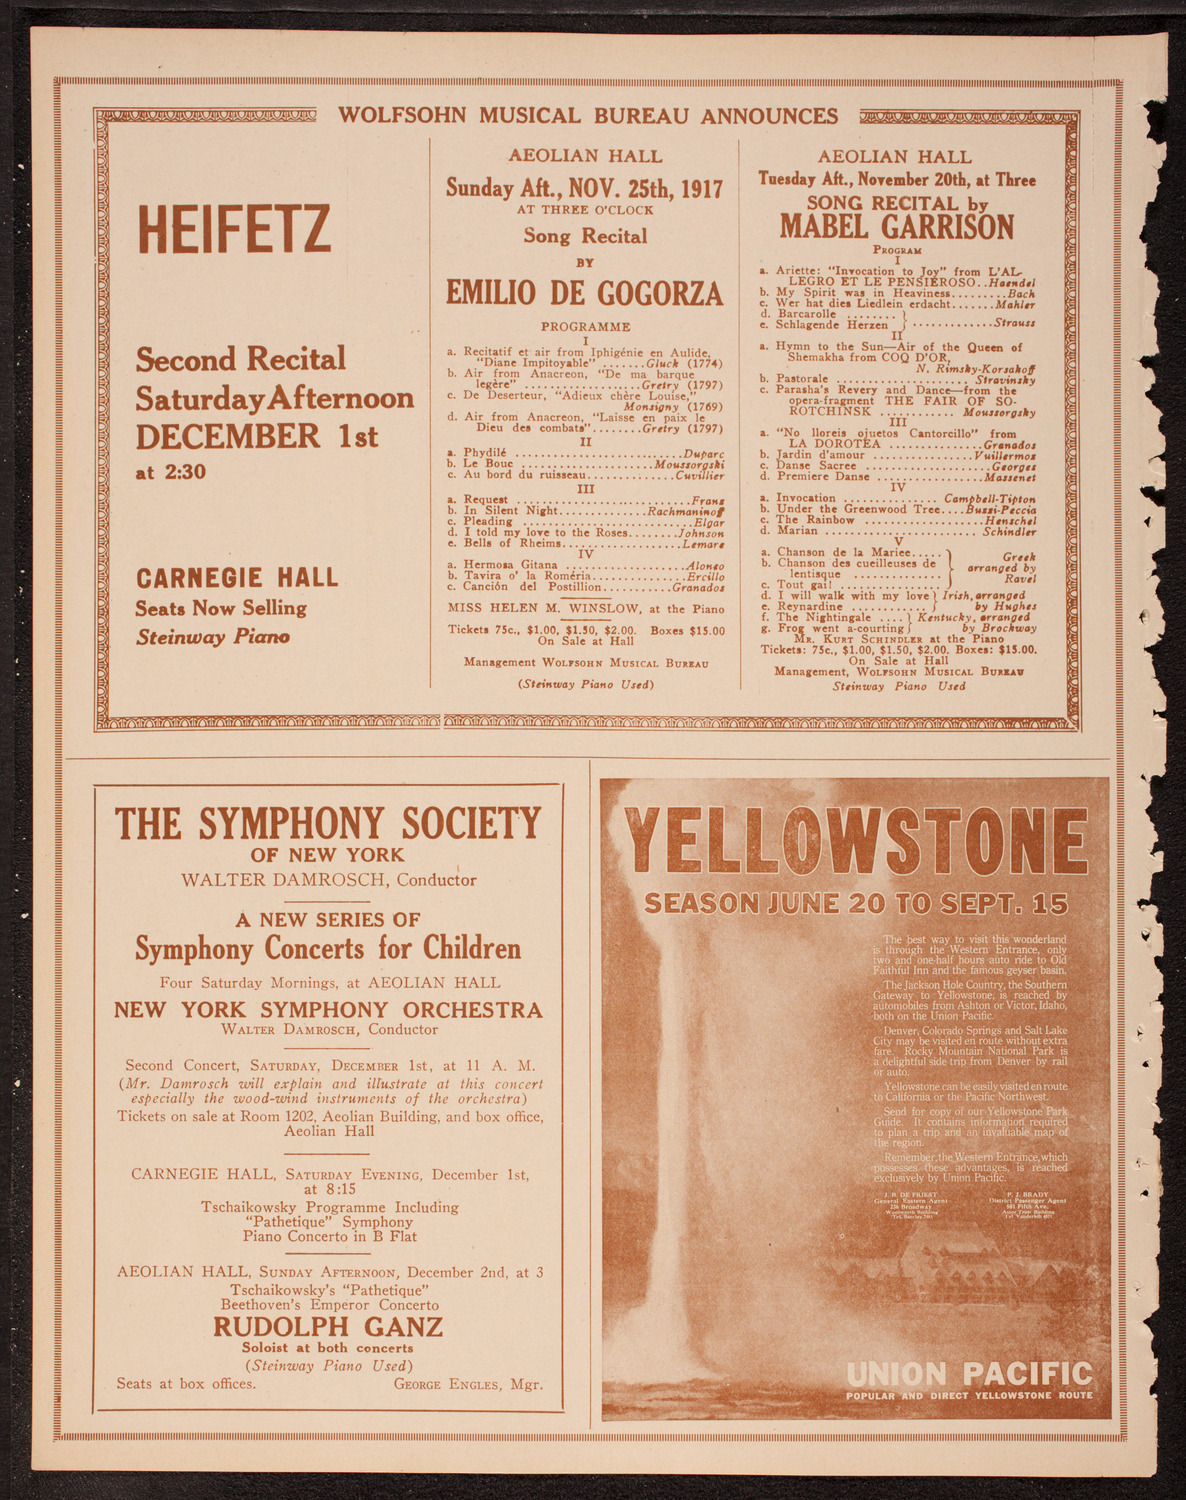 WOLFSOHN MUSICAL BUREAU ANNOUNCES
HEIFETZ
Second Recital
Saturday Afternoon
DECEMBER 1st
at 2:30
CARNEGIE HALL
Seats Now Selling
Steinway Piano
AEOLIAN HALL
Sunday Aft., NOV. 25th, 1917
AT THREE O'CLOCK
Song Recital
BY
EMILIO DE GOGORZA
PROGRAMME
I
a. Recitatif et air from Iphigénie en Aulide,
"Diane Impitoyable" .......Gluck (1774)
b. Air from Anacreon, "De ma barque
legère" ..................Gretry (1797)
c. De Deserteur, "Adieux chère Louise,"
Monsigny (1769)
d. Air from Anacreon, "Laisse en paix le
Dieu des combats"........Gretry (1797)
II
a. Phydilé ..........................Duparc
b. Le Bouc .....................Moussorgski
c. Au bord du ruisseau.............Cuvillier
III
a. Request ...........................Franz
b. In Silent Night.............Rachmaninoff
c. Pleading ..........................Elgar
d. I told my love to the Roses........Johnson
e. Bells of Rheims..................Lemare
IV
a. Hermosa Gitana ..................Alonso
b. Tavira o' la Roméria..............Ercillo
c. Canción del Postillion...........Granados
MISS HELEN M. WINSLOW, at the Piano
Tickets 75c., $1.00, $1.50, $2.00. Boxes $15.00
On Sale at Hall
Management WOLFSOHN MUSICAL BUREAU
(Steinway Piano Used)
AEOLIAN HALL
Tuesday Aft., November 20th, at Three
SONG RECITAL by
MABEL GARRISON
PROGRAM
I
a. Ariette: "Invocation to Joy" from L'AL-
LEGRO ET LE PENSIEROSO..Haendel
b. My Spirit was in Heaviness.........Bach
c. Wer hat dies Liedlein erdacht.......Mahler
d. Barcarolle ........ }
e. Schlagende Herzen } ............Strauss
II
a. Hymn to the Sun—Air of the Queen of
Shemakha from COQ D'OR,
N. Rimsky-Korsakoff
b. Pastorale .....................Stravinsky
c. Parasha's Revery and Dance—from the
opera-fragment THE FAIR OF SO-
ROTCHINSK ........... Moussorgsky
III
a. "No lloreis ojuetos Cantorcillo" from
LA DOROTEA ..............Granados
b. Jardin d'amour ...............Vuillermoz
c. Danse Sacree ...................Georges
d. Premiere Danse ................Massenet
IV
a. Invocation ............. Campbell-Tipton
b. Under the Greenwood Tree....Buzzi-Peccia
c. The Rainbow ..................Henschel
d. Marian ....................... Schindler
V
a. Chanson de la Mariee..... } Greek
b. Chanson des cueilleuses de arranged by
lentisque ............. Ravel
c. Tout gai! ...................
d. I will walk with my love } Irish, arranged
e. Reynardine ........... } by Hughes
f. The Nightingale .... } Kentucky, arranged
g. Frog went a-courting } by Brockway
MR. KURT SCHINDLER at the Piano
Tickets: 75c., $1.00, $1.50, $2.00. Boxes: $15.00.
On Sale at Hall
Management, WOLFSOHN MUSICAL BUREAU
Steinway Piano Used
THE SYMPHONY SOCIETY
OF NEW YORK
WALTER DAMROSCH, Conductor
A NEW SERIES OF
Symphony Concerts for Children
Four Saturday Mornings, at AEOLIAN HALL
NEW YORK SYMPHONY ORCHESTRA
WALTER DAMROSCH, Conductor
Second Concert, SATURDAY, DECEMBER 1st, at 11 A. M.
(Mr. Damrosch will explain and illustrate at this concert
especially the wood-wind instruments of the orchestra)
Tickets on sale at Room 1202, Aeolian Building, and box office,
Aeolian Hall
CARNEGIE HALL, SATURDAY EVENING, December 1st,
at 8:15
Tschaikowsky Programme Including
"Pathetique" Symphony
Piano Concerto in B Flat
AEOLIAN HALL, SUNDAY AFTERNOON, December 2nd, at 3
Tschaikowsky's "Pathetique"
Beethoven's Emperor Concerto
RUDOLPH GANZ
Soloist at both concerts
(Steinway Piano Used)
Seats at box offices. GEORGE ENGLES, Mgr.
YELLOWSTONE
SEASON JUNE 20 TO SEPT. 15
The best way to visit this wonderland
is through the Western Entrance, only
two and one-half hours auto ride to Old
Faithful Inn and the famous geyser basin.
The Jackson Hole Country, the Southern
Gateway to Yellowstone, is reached by
automobiles from Ashton or Victor, Idaho,
both on the Union Pacific.
Denver, Colorado Springs and Salt Lake
City may be visited en route without extra
fare. Rocky Mountain National Park is
a delightful side trip from Denver by rail
or auto.
Yellowstone can be easily visited en route
to California or the Pacific Northwest.
Send for copy of our Yellowstone Park
Guide. It contains information required
to plan a trip and an invaluable map of
the region.
Remember, the Western Entrance, which
possesses these advantages, is reached
exclusively by Union Pacific.
J. B. DE FRIEST
General Eastern Agent
Broadway
Woolworth Building
P. J. BRADY
District Passenger Agent
Fifth Ave.
UNION PACIFIC
POPULAR AND DIRECT YELLOWSTONE ROUTE